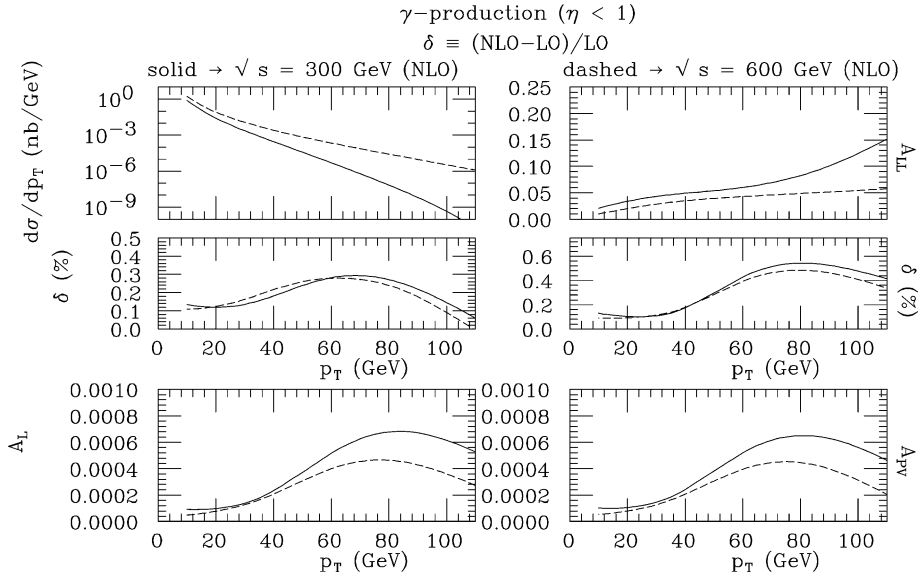 γ−production (η < 1)
δ ≡ (NLO−LO)/LO
solid → √ s = 300 GeV (NLO)
dashed → √ s = 600 GeV (NLO)
dσ/dp_T (nb/GeV)
10^0
10^−3
10^−6
10^−9
0.25
0.20
0.15
0.10
0.05
0.00
A_LL
δ (%)
0.5
0.4
0.3
0.2
0.1
0.0
0 20 40 60 80 100
p_T (GeV)
0.6
0.4
0.2
0.0
δ (%)
0 20 40 60 80 100
p_T (GeV)
A_L
0.0010
0.0008
0.0006
0.0004
0.0002
0.0000
0 20 40 60 80 100
p_T (GeV)
0.0010
0.0008
0.0006
0.0004
0.0002
0.0000
A_PV
0 20 40 60 80 100
p_T (GeV)